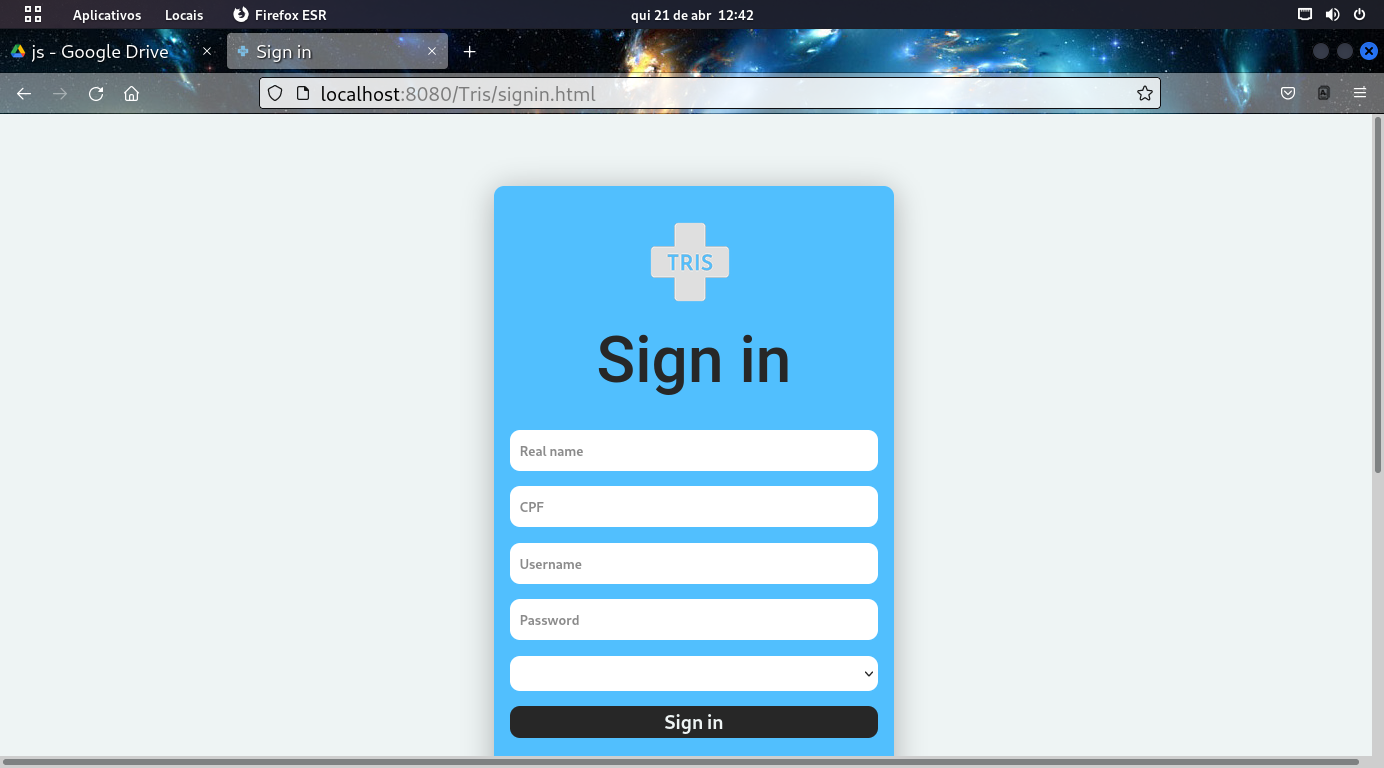 Aplicativos Locais Firefox ESR qui 21 de abr 12:42
js - Google Drive Sign in
localhost:8080/Tris/signin.html
TRIS
Sign in
Real name
CPF
Username
Password
Sign in